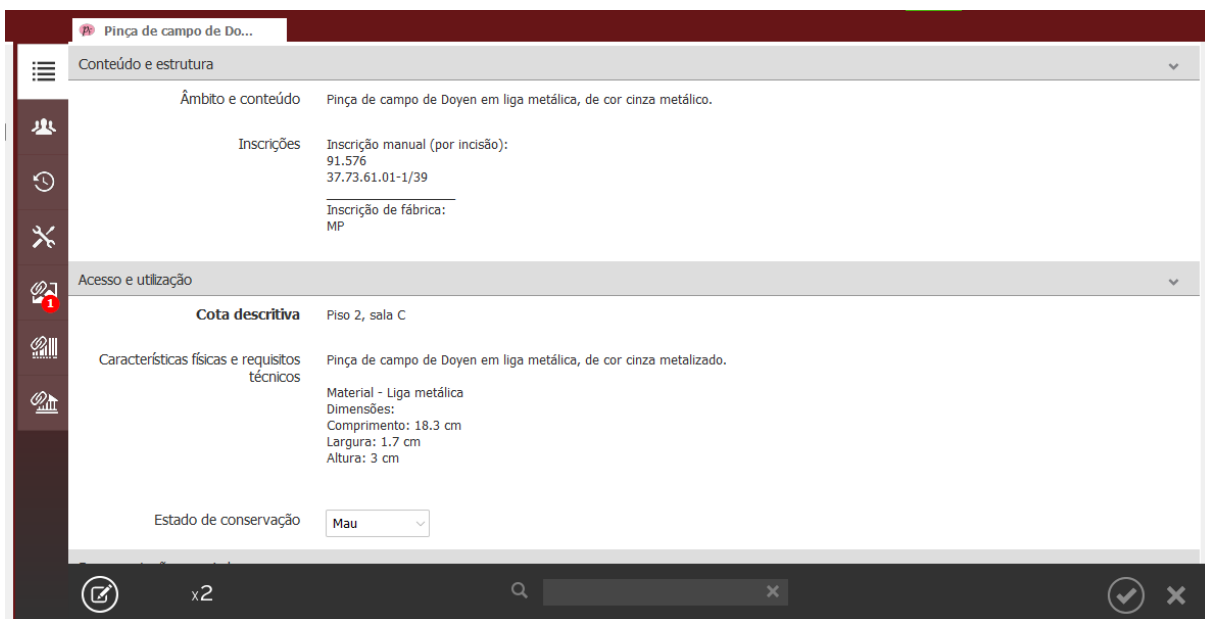 Pinça de campo de Do...
Conteúdo e estrutura
Âmbito e conteúdo
Pinça de campo de Doyen em liga metálica, de cor cinza metálico.
Inscrições
Inscrição manual (por incisão):
91.576
37.73.61.01-1/39
Inscrição de fábrica:
MP
Acesso e utilização
1
Cota descritiva
Piso 2, sala C
Características físicas e requisitos
técnicos
Pinça de campo de Doyen em liga metálica, de cor cinza metalizado.
Material - Liga metálica
Dimensões:
Comprimento: 18.3 cm
Largura: 1.7 cm
Altura: 3 cm
Estado de conservação
Mau
x2